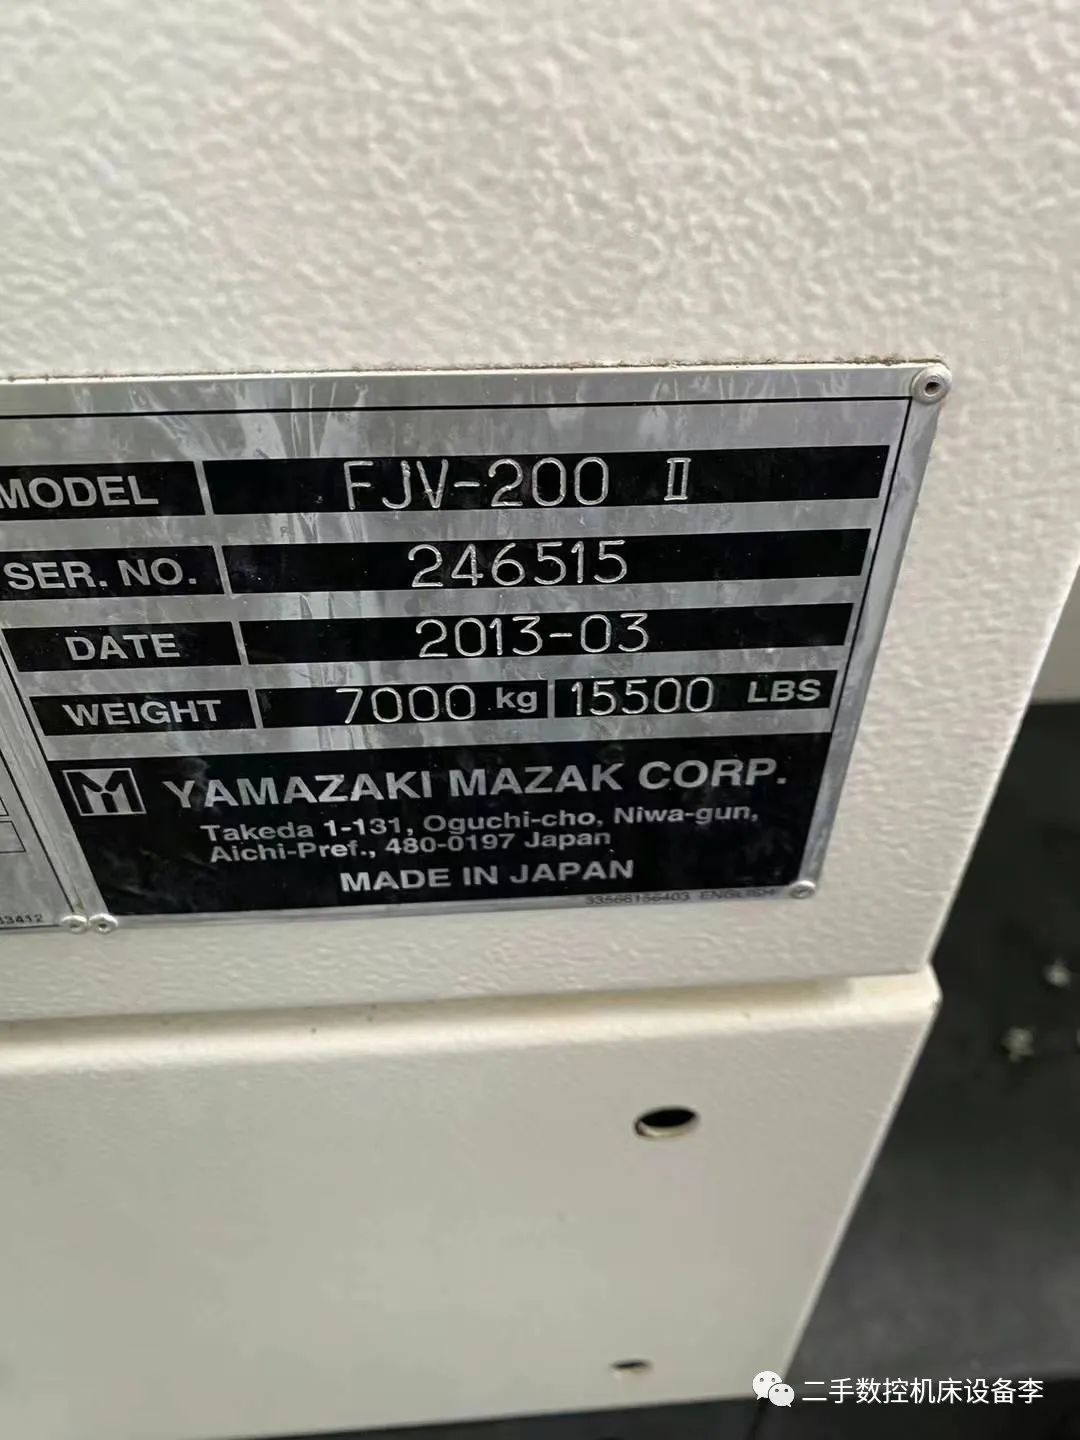 MODEL FJV-200 II
SER. NO. 246515
DATE 2013-03
WEIGHT 7000 kg 15500 LBS
YAMAZAKI MAZAK CORP.
Takeda 1-131, Oguchi-cho, Niwa-gun,
Aichi-Pref., 480-0197 Japan
MADE IN JAPAN
33566156403 ENGLISH
二手数控机床设备李